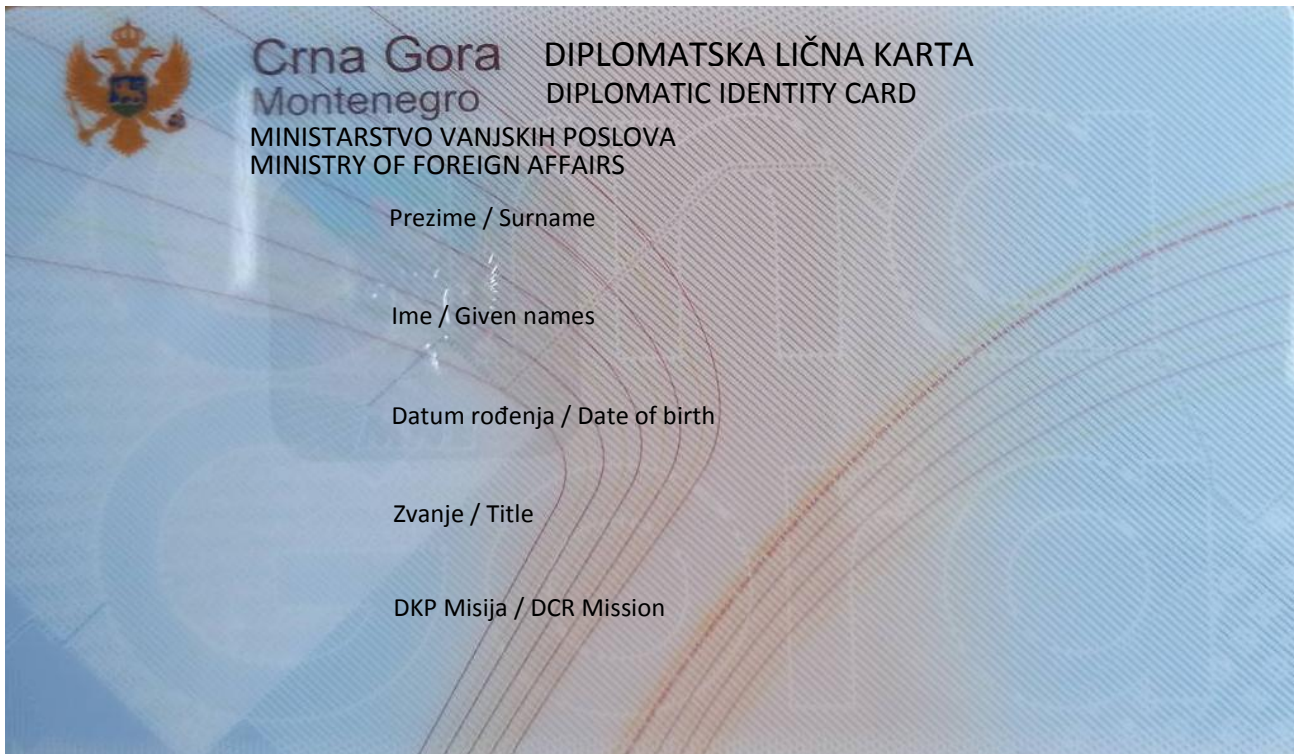 Crna Gora
Montenegro
DIPLOMATSKA LIČNA KARTA
DIPLOMATIC IDENTITY CARD
MINISTARSTVO VANJSKIH POSLOVA
MINISTRY OF FOREIGN AFFAIRS
Prezime / Surname
Ime / Given names
Datum rođenja / Date of birth
Zvanje / Title
DKP Misija / DCR Mission